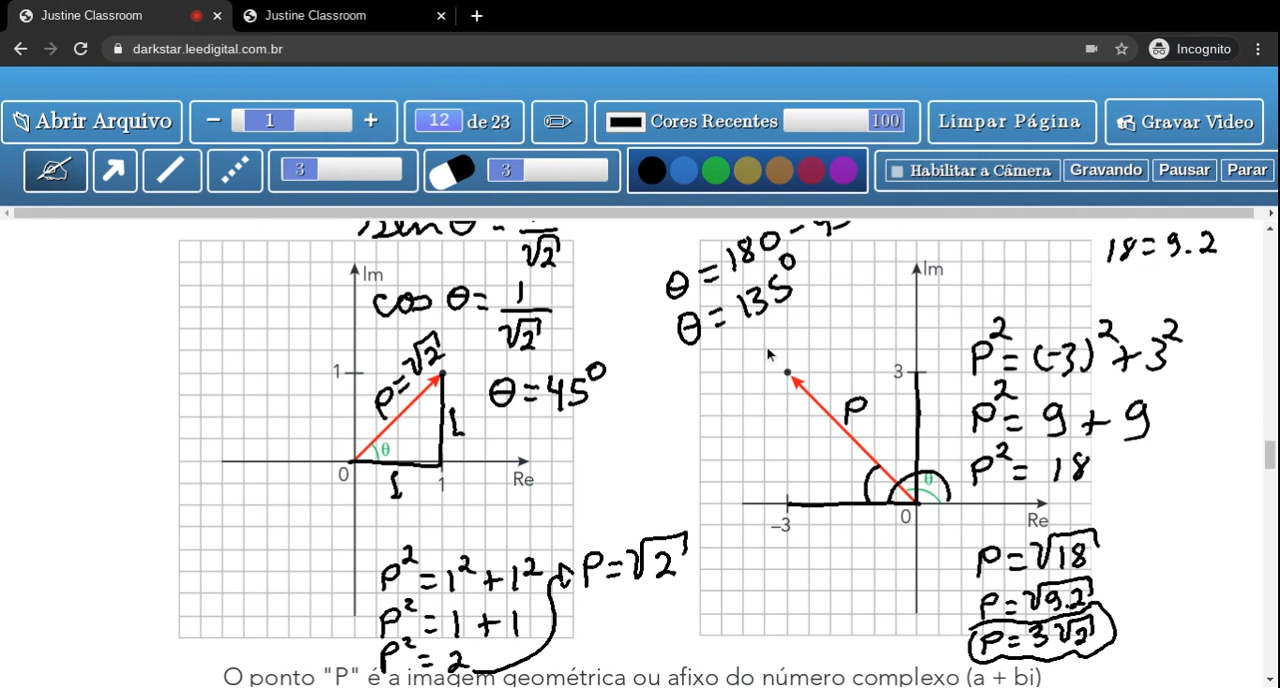 Justine Classroom
Justine Classroom
darkstar.leedigital.com.br
Incognito
Abrir Arquivo
− 1 +
12 de 23
Cores Recentes 100
Limpar Página
Gravar Video
3
3
Habilitar a Câmera
Gravando
Pausar
Parar
√2
Im
cos θ = 1/√2
ρ = √2
1
θ = 45°
θ
1
0
1
1
Re
ρ² = 1² + 1²
ρ = √2
ρ² = 1 + 1
ρ² = 2
θ = 180 -
θ = 135°
18 = 9.2
Im
ρ² = (-3)² + 3²
3
ρ
ρ² = 9 + 9
ρ² = 18
θ
−3
0
Re
ρ = √18
ρ = √9.2
ρ = 3√2
O ponto "P" é a imagem geométrica ou afixo do número complexo (a + bi)